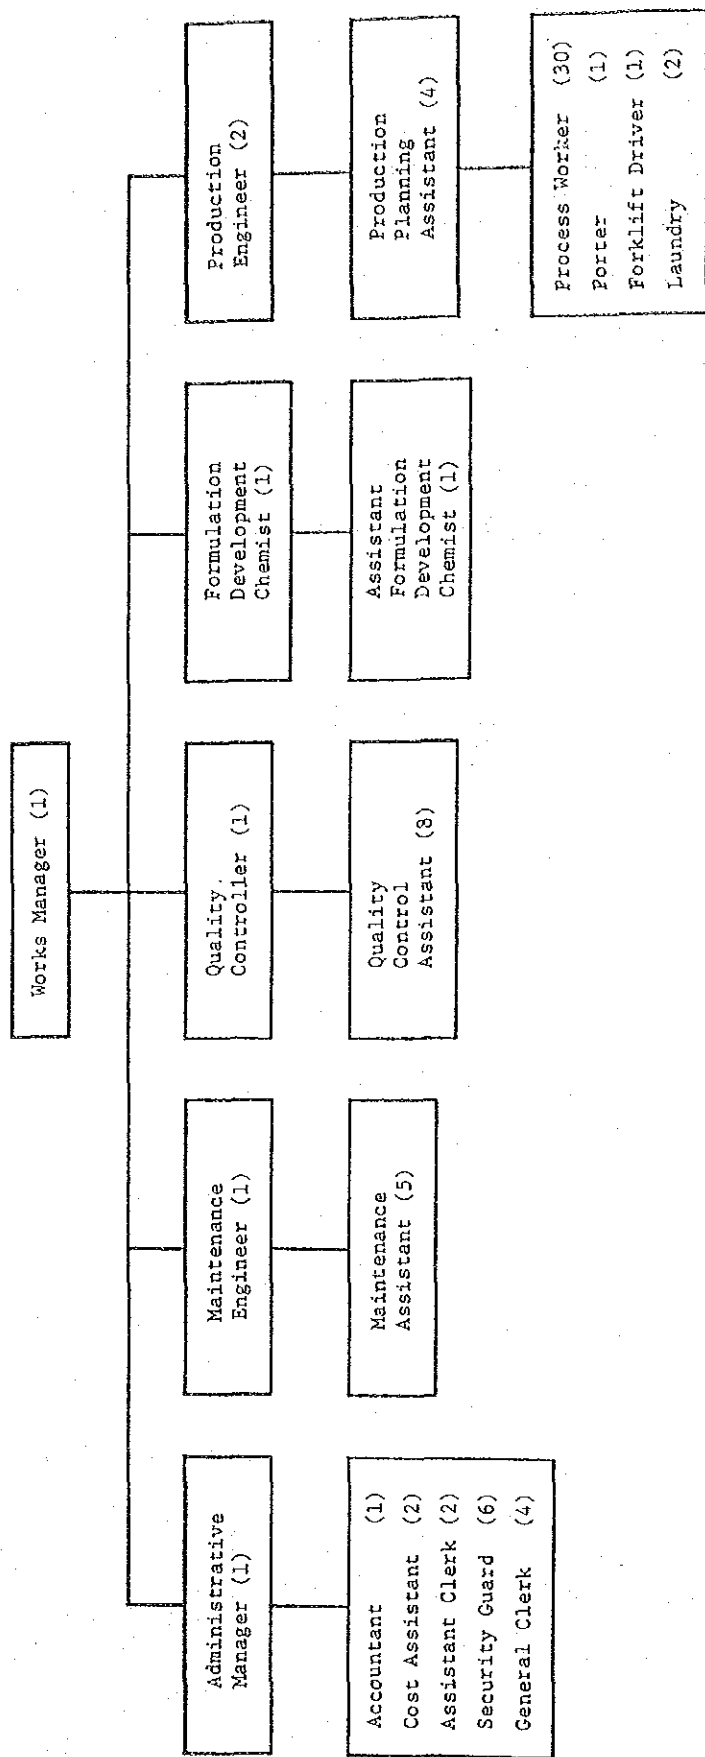 Works Manager (1)
Administrative
Manager (1)
Maintenance
Engineer (1)
Quality.
Controller (1)
Formulation
Development
Chemist (1)
Production
Engineer (2)
Accountant (1)
Cost Assistant (2)
Assistant Clerk (2)
Security Guard (6)
General Clerk (4)
Maintenance
Assistant (5)
Quality
Control
Assistant (8)
Assistant
Formulation
Development
Chemist (1)
Production
Planning
Assistant (4)
Process Worker (30)
Porter (1)
Forklift Driver (1)
Laundry (2)